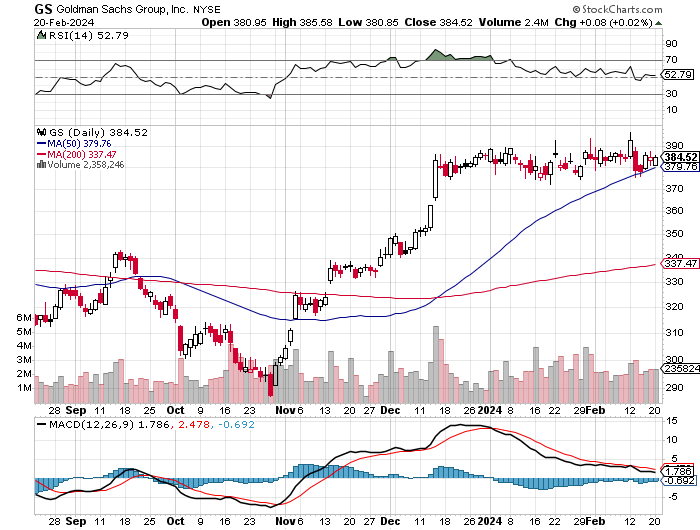 GS Goldman Sachs Group, Inc. NYSE © StockCharts.com
20-Feb-2024 Open 380.95 High 385.58 Low 380.85 Close 384.52 Volume 2.4M Chg +0.08 (+0.02%)
RSI(14) 52.79
90
70
52.79
30
10
GS (Daily) 384.52
MA(50) 379.76
MA(200) 337.47
Volume 2,358,246
390
384.52
379.76
370
360
350
340
337.47
330
320
310
300
290
6M
5M
4M
3M
2M
1M
235824
28 Sep 11 18 25 Oct 9 16 23 Nov 6 13 20 27 Dec 11 18 26 2024 8 16 22 29 Feb 12 20
MACD(12,26,9) 1.786, 2.478, -0.692
15
10
5
1.786
-0.692
-5
28 Sep 11 18 25 Oct 9 16 23 Nov 6 13 20 27 Dec 11 18 26 2024 8 16 22 29 Feb 12 20